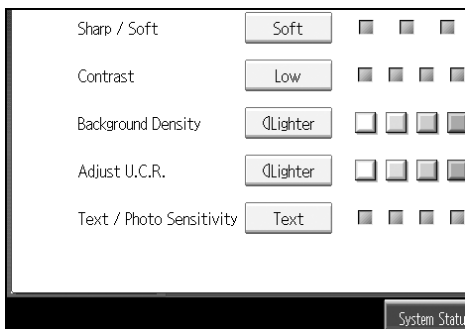 Sharp / Soft Soft
Contrast Low
Background Density Lighter
Adjust U.C.R. Lighter
Text / Photo Sensitivity Text
System Statu